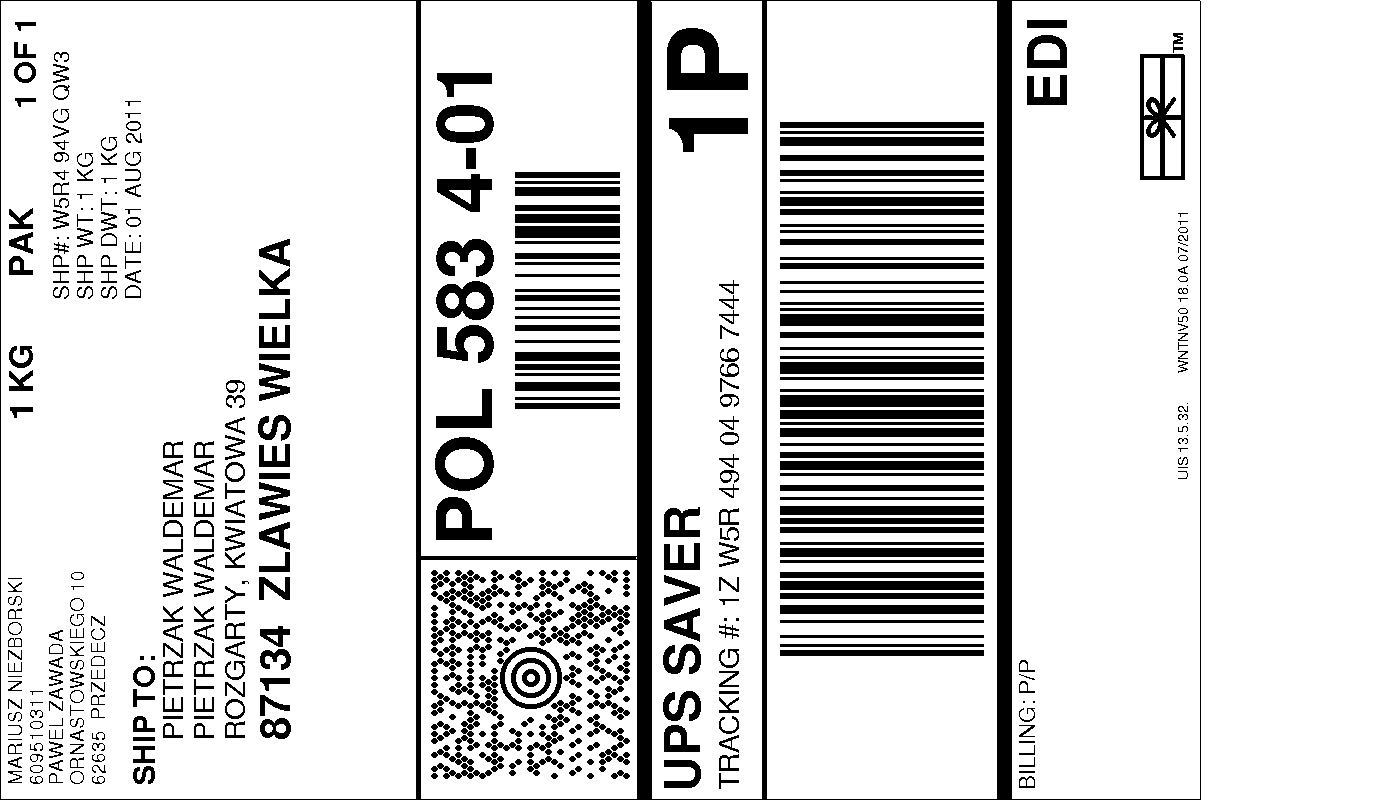 MARIUSZ NIEZBORSKI
609510311
PAWEL ZAWADA
ORNASTOWSKIEGO 10
62635 PRZEDECZ
1 KG PAK 1 OF 1
SHP#: W5R4 94VG QW3
SHP WT: 1 KG
SHP DWT: 1 KG
DATE: 01 AUG 2011
SHIP TO:
PIETRZAK WALDEMAR
PIETRZAK WALDEMAR
ROZGARTY, KWIATOWA 39
87134 ZLAWIES WIELKA
POL 583 4-01
UPS SAVER
1P
TRACKING #: 1Z W5R 494 04 9766 7444
BILLING: P/P
EDI
TM
UIS 13.5.32. WNTNV50 18.0A 07/2011